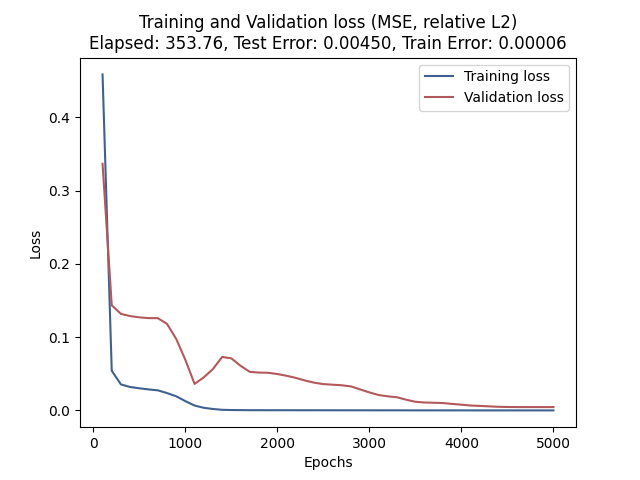 Training and Validation loss (MSE, relative L2)
Elapsed: 353.76, Test Error: 0.00450, Train Error: 0.00006
Training loss
Validation loss
0.4
0.3
0.2
0.1
0.0
Loss
0
1000
2000
3000
4000
5000
Epochs